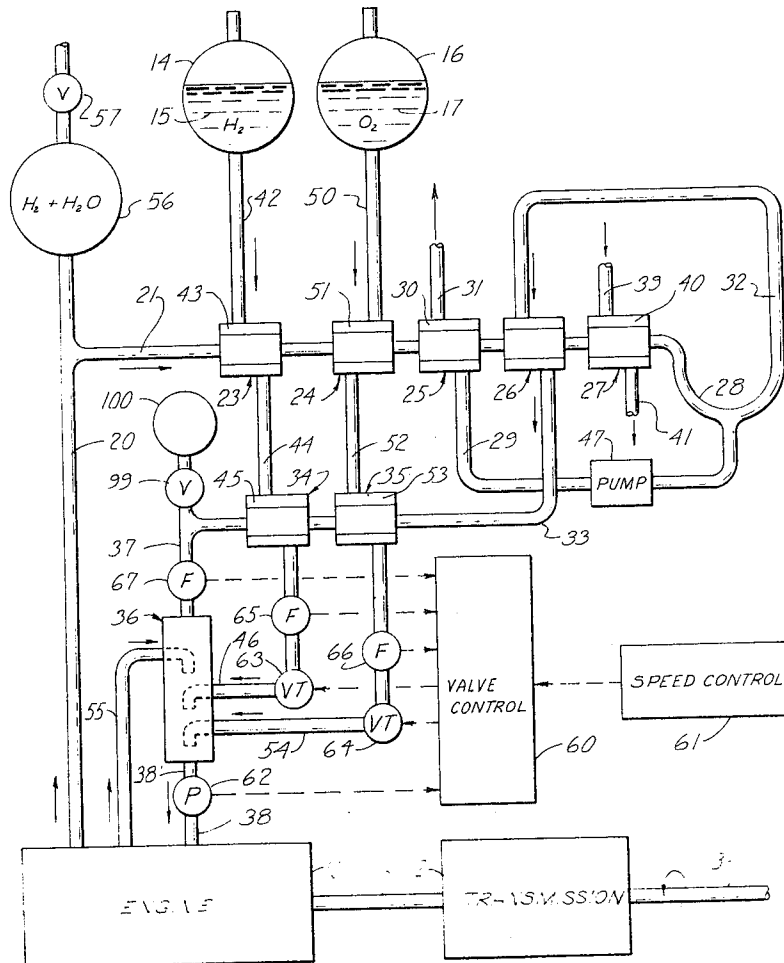 14
16
V
57
15
H₂
O₂
17
H₂ + H₂O
56
42
50
31
39
32
21
43
51
30
40
23
24
25
26
27
28
100
20
44
52
29
47
41
99
V
45
34
35
53
PUMP
33
37
67
F
36
65
F
46
66
F
63
VT
VALVE
CONTROL
SPEED CONTROL
55
54
VT
64
60
61
38'
62
P
38
ENGINE
TRANSMISSION